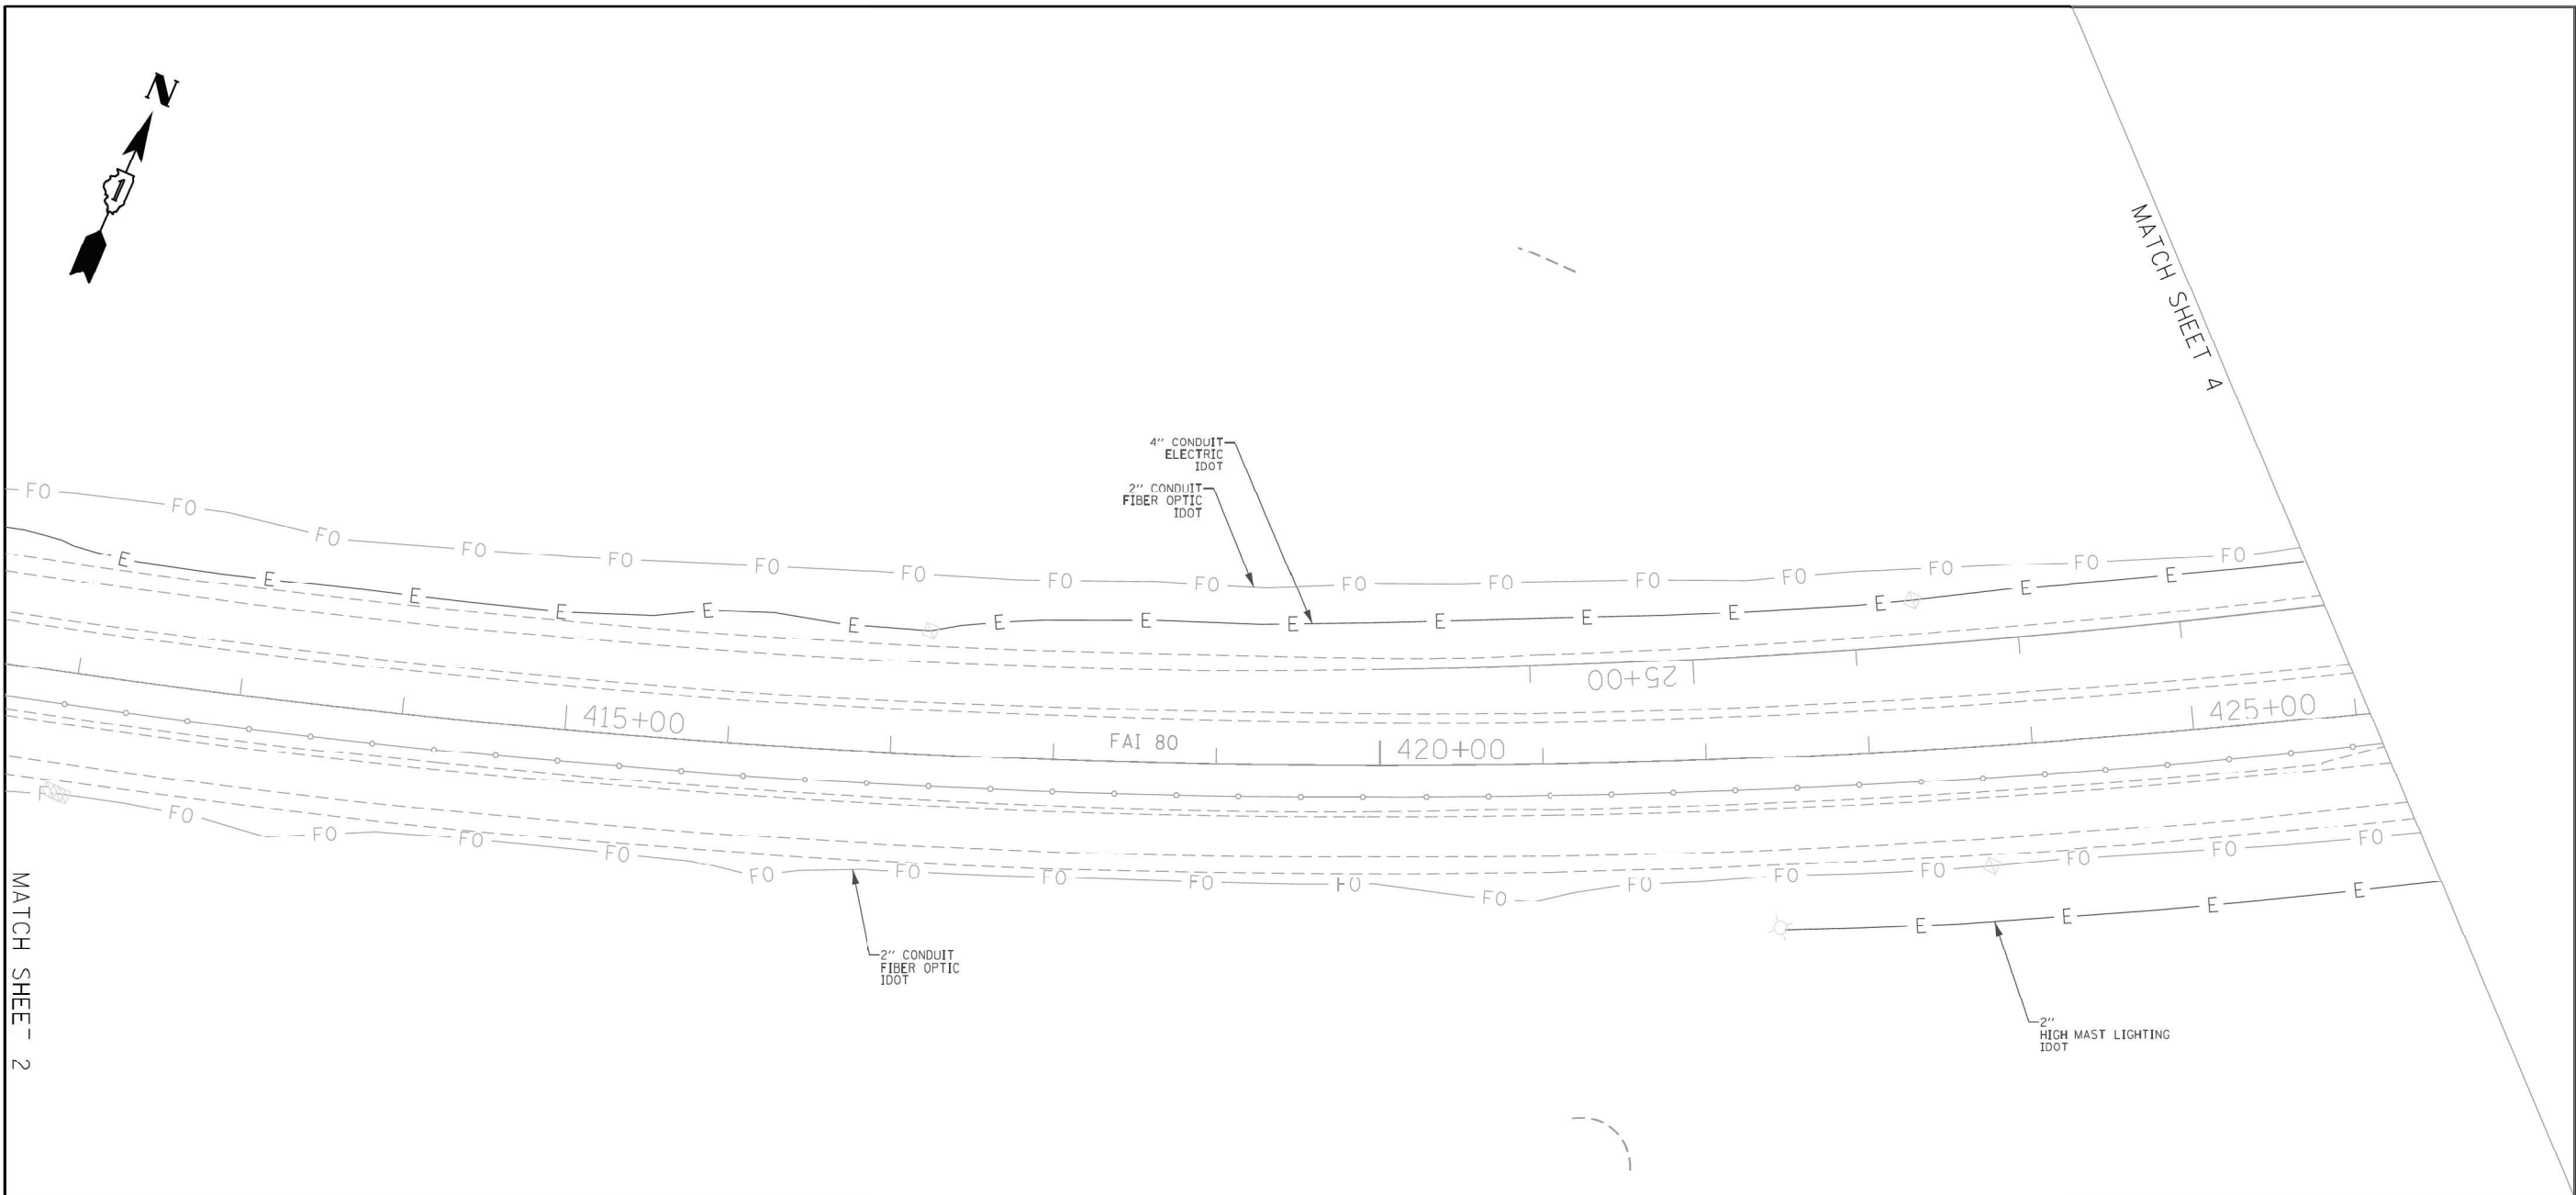 N
1
MATCH SHEET 4
4" CONDUIT
ELECTRIC
IDOT
2" CONDUIT
FIBER OPTIC
IDOT
FO FO FO FO FO FO FO FO FO FO FO FO FO FO FO FO
E E E E E E E E E E E E E E E
25+00
415+00
FAI 80
420+00
425+00
FO FO FO FO FO FO FO FO FO FO FO FO FO FO FO FO
E E E E
2" CONDUIT
FIBER OPTIC
IDOT
2"
HIGH MAST LIGHTING
IDOT
MATCH SHEET 2